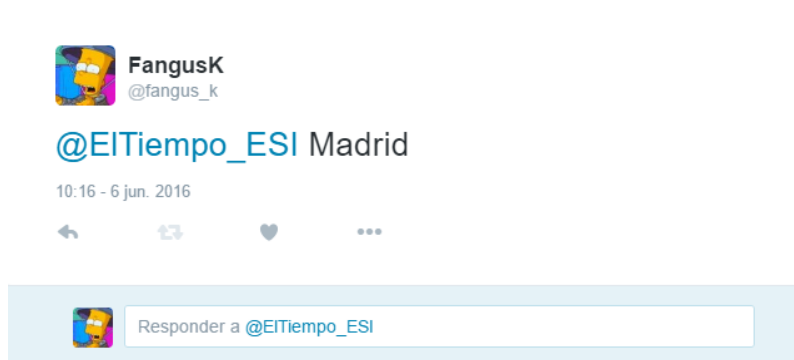 FangusK
@fangus_k
@ElTiempo_ESI Madrid
10:16 - 6 jun. 2016
Responder a @ElTiempo_ESI